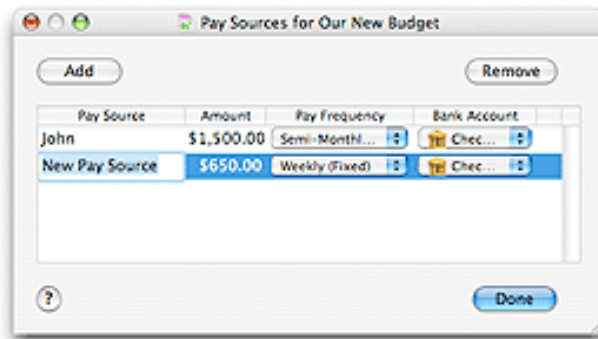 Pay Sources for Our New Budget
Add Remove
Pay Source Amount Pay Frequency Bank Account
John $1,500.00 Semi-Monthl... Chec...
New Pay Source $650.00 Weekly (Fixed) Chec...
? Done